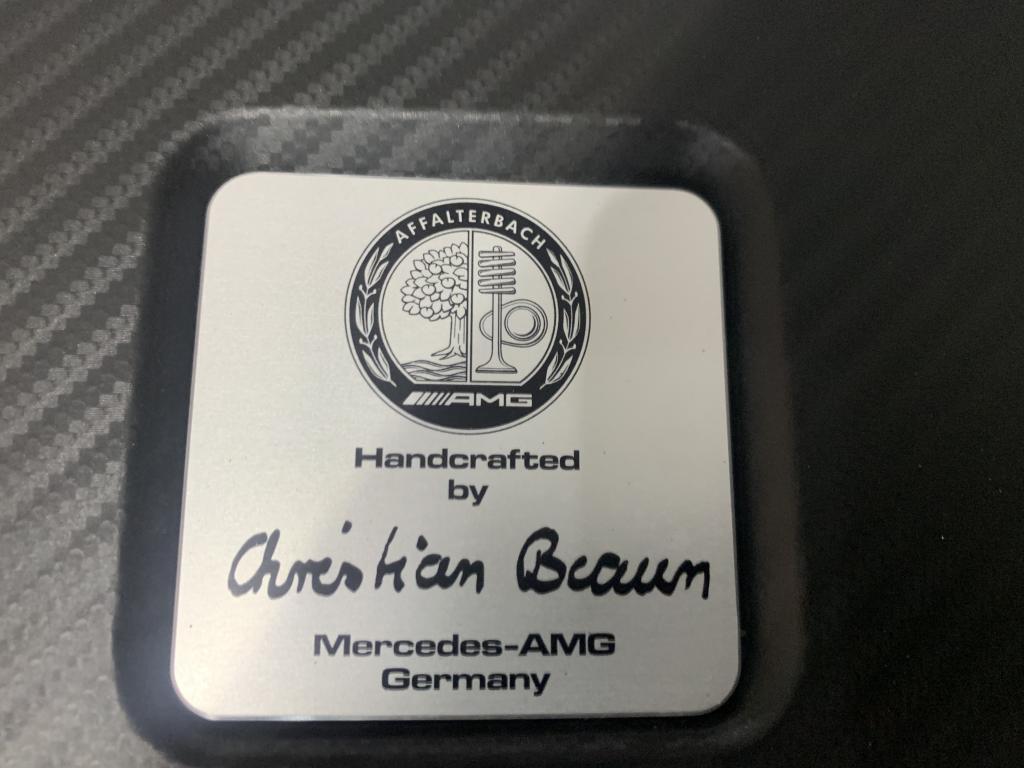 AFFALTERBACH
AMG
Handcrafted
by
Christian Braun
Mercedes-AMG
Germany